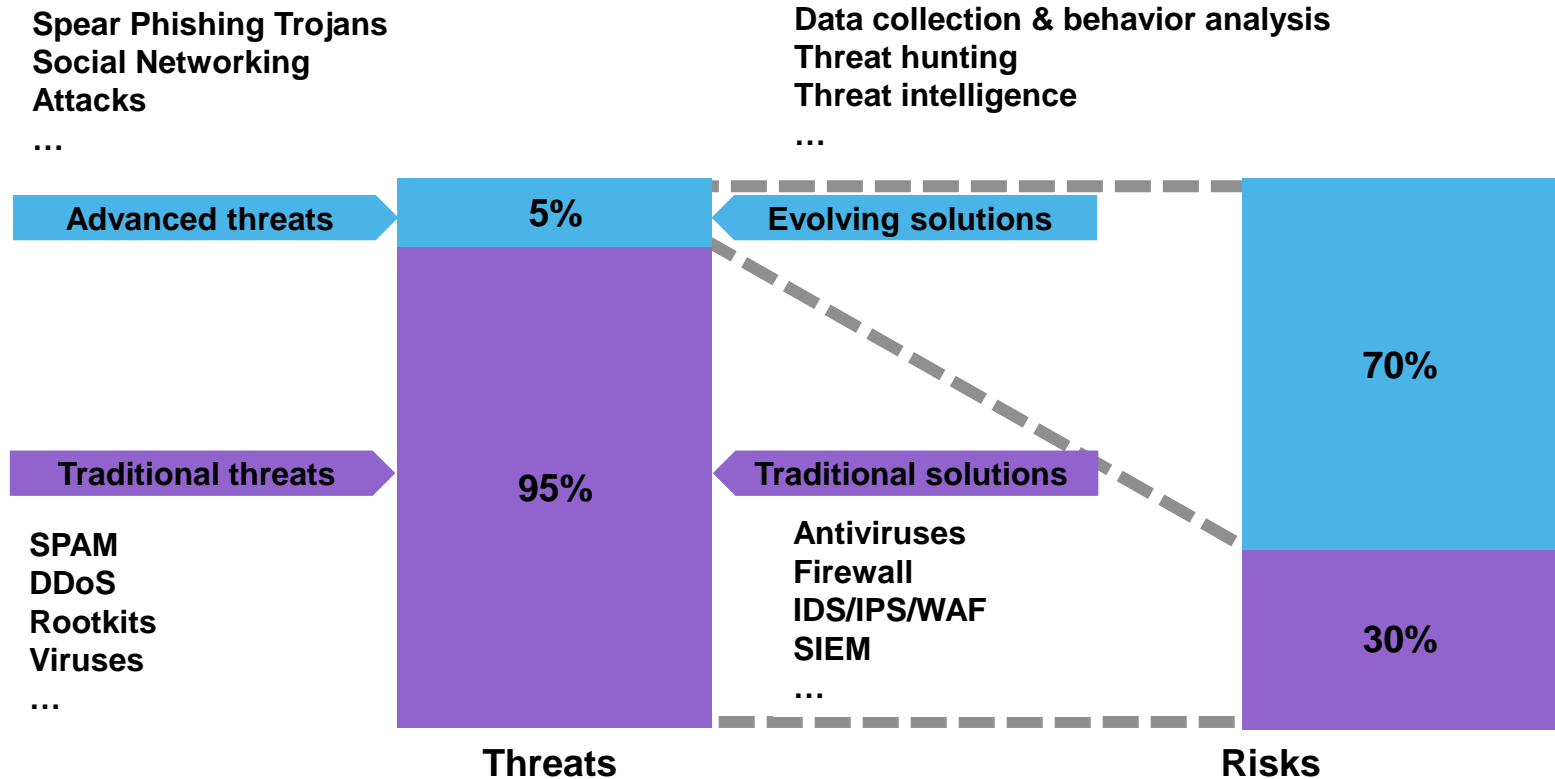 Spear Phishing Trojans
Social Networking
Attacks
…
Data collection & behavior analysis
Threat hunting
Threat intelligence
…
Advanced threats
5%
Evolving solutions
70%
Traditional threats
95%
Traditional solutions
SPAM
DDoS
Rootkits
Viruses
…
Antiviruses
Firewall
IDS/IPS/WAF
SIEM
…
30%
Threats
Risks